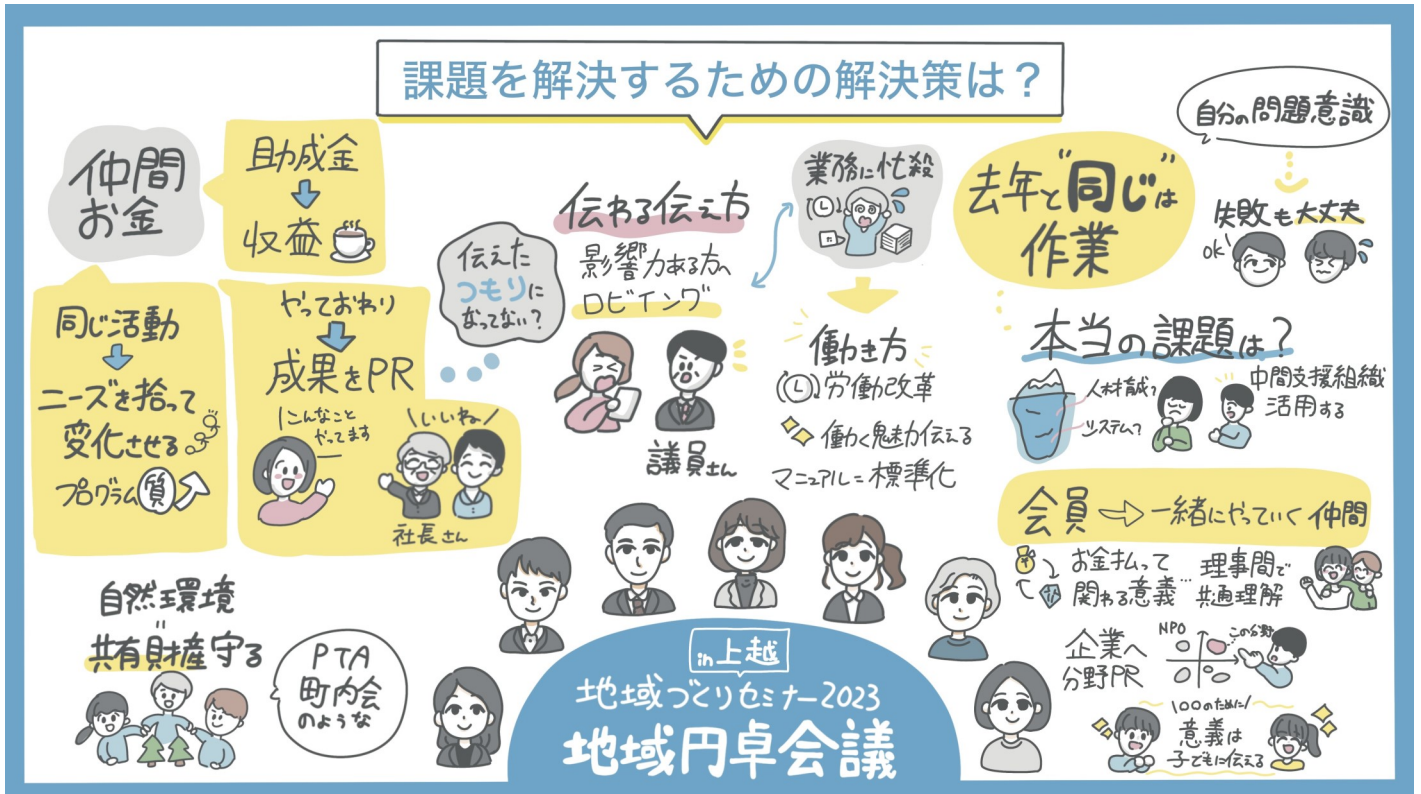 課題を解決するための解決策は？
仲間
お金
助成金
収益
同じ活動
ニーズを拾って
変化させる
プログラム質
やっておわり
成果をPR
こんなこと
やってます
いいね
社長さん
伝えた
つもりに
なってない？
伝わる伝え方
影響力ある方へ
ロビイング
議員さん
業務に忙殺
働き方
労働改革
働く魅力伝える
マニュアル＝標準化
去年と"同じ"は
作業
自分の問題意識
失敗も大丈夫
OK
本当の課題は？
人材育成？
システム？
中間支援組織
活用する
会員→一緒にやっていく仲間
お金払って
関わる意義…
理事間で
共通理解
企業へ
分野PR
NPO
この分野
100のために
意義は
子どもに伝える
自然環境
＝
共有財産守る
PTA
町内会
のような
in上越
地域づくりセミナー2023
地域円卓会議